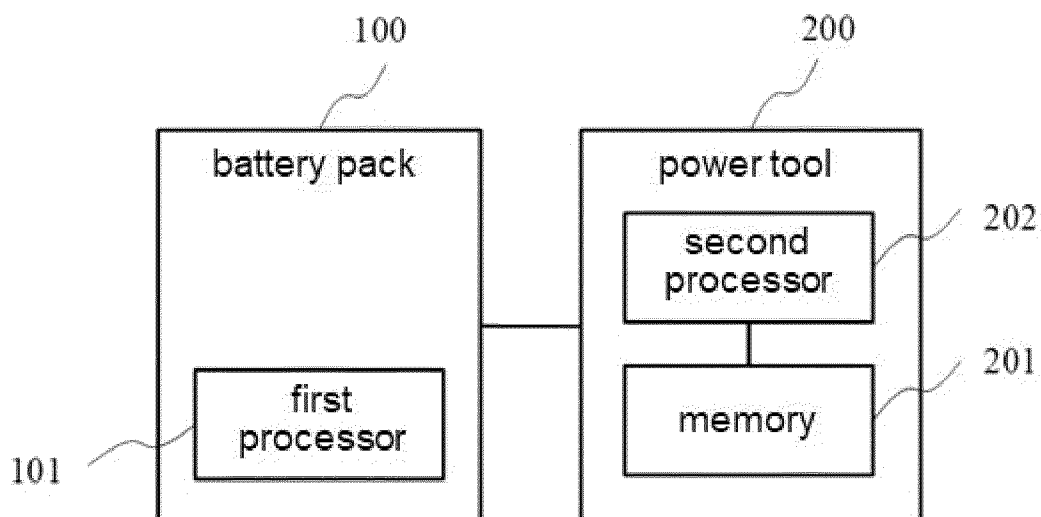 100
200
battery pack
power tool
second
processor
202
first
processor
memory
201
101